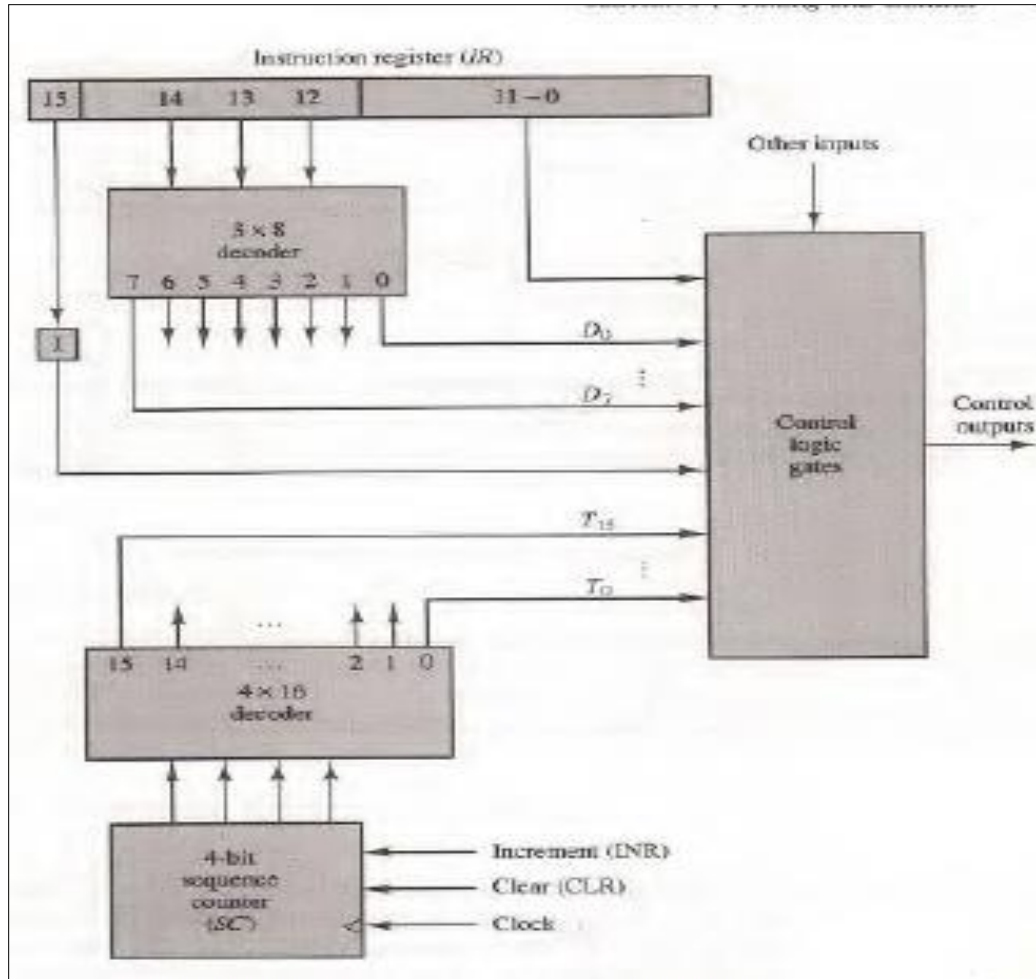 Instruction register (IR)
15 14 13 12 11 – 0
Other inputs
3 × 8
decoder
7 6 5 4 3 2 1 0
I
D0
⋮
D7
Control
logic
gates
Control
outputs
T15
⋮
T0
...
15 14 .... 2 1 0
4 × 16
decoder
4-bit
sequence
counter
(SC)
Increment (INR)
Clear (CLR)
Clock